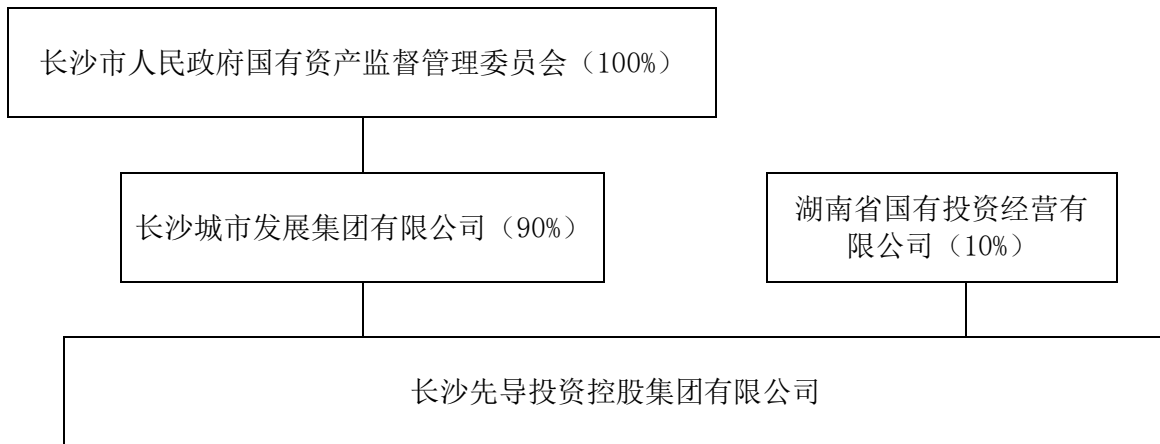 长沙市人民政府国有资产监督管理委员会（100%）
长沙城市发展集团有限公司（90%）
湖南省国有投资经营有
限公司（10%）
长沙先导投资控股集团有限公司